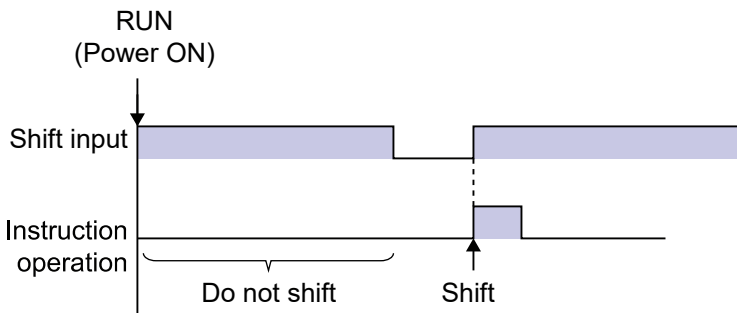 RUN
(Power ON)
Shift input
Instruction
operation
Do not shift
Shift